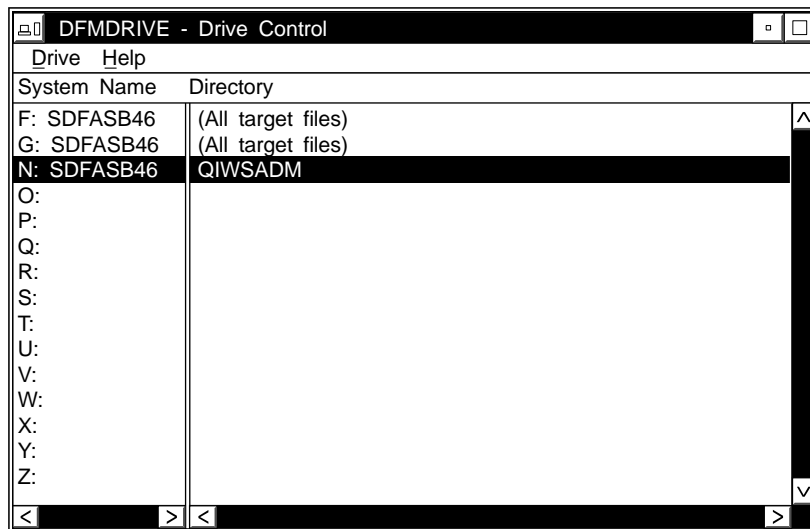 DFMDRIVE - Drive Control
Drive Help
System Name Directory
F: SDFASB46 (All target files)
G: SDFASB46 (All target files)
N: SDFASB46 QIWSADM
O:
P:
Q:
R:
S:
T:
U:
V:
W:
X:
Y:
Z: